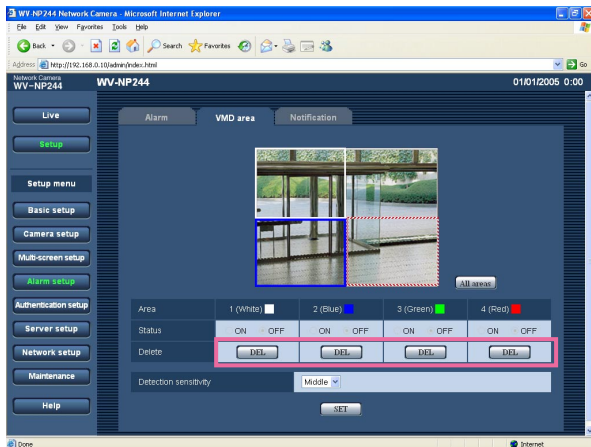 WV-NP244 Network Camera - Microsoft Internet Explorer
File Edit View Favorites Tools Help
Back Search Favorites
Address http://192.168.0.10/admin/index.html Go
Network Camera
WV-NP244
WV-NP244
01/01/2005 0:00
Live
Setup
Setup menu
Basic setup
Camera setup
Multi-screen setup
Alarm setup
Authentication setup
Server setup
Network setup
Maintenance
Help
Alarm VMD area Notification
All areas
Area 1 (White) 2 (Blue) 3 (Green) 4 (Red)
Status ON OFF ON OFF ON OFF ON OFF
Delete DEL DEL DEL DEL
Detection sensitivity Middle
SET
Done Internet